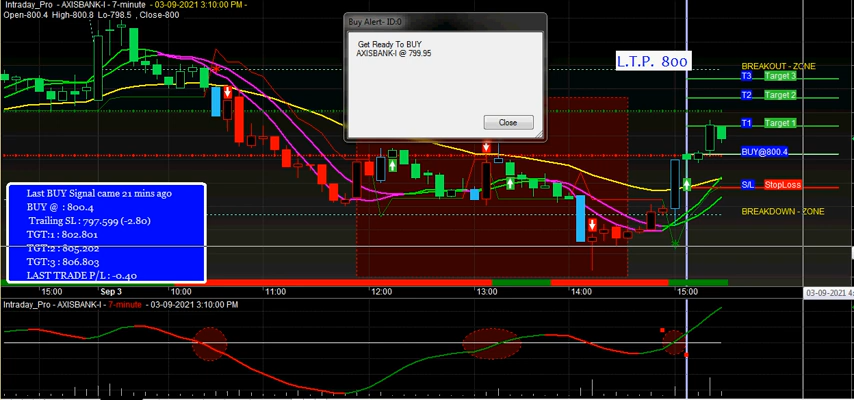 Intraday_Pro - AXISBANK-I - 7-minute - 03-09-2021 3:10:00 PM
Open-800.4 High-800.8 Lo-798.5 , Close-800
Buy Alert- ID:0
Get Ready To BUY
AXISBANK-I @ 799.95
Close
L.T.P. 800
BREAKOUT - ZONE
T3 Target 3
T2 Target 2
T1 Target 1
BUY@800.4
S/L StopLoss
BREAKDOWN - ZONE
Last BUY Signal came 21 mins ago
BUY @ : 800.4
Trailing SL : 797.599 (-2.80)
TGT:1 : 802.801
TGT:2 : 805.202
TGT:3 : 806.803
LAST TRADE P/L : -0.40
15:00 Sep 3 10:00 11:00 12:00 13:00 14:00 15:00 03-09-2021 4
Intraday_Pro - AXISBANK-I - 7-minute - 03-09-2021 3:10:00 PM